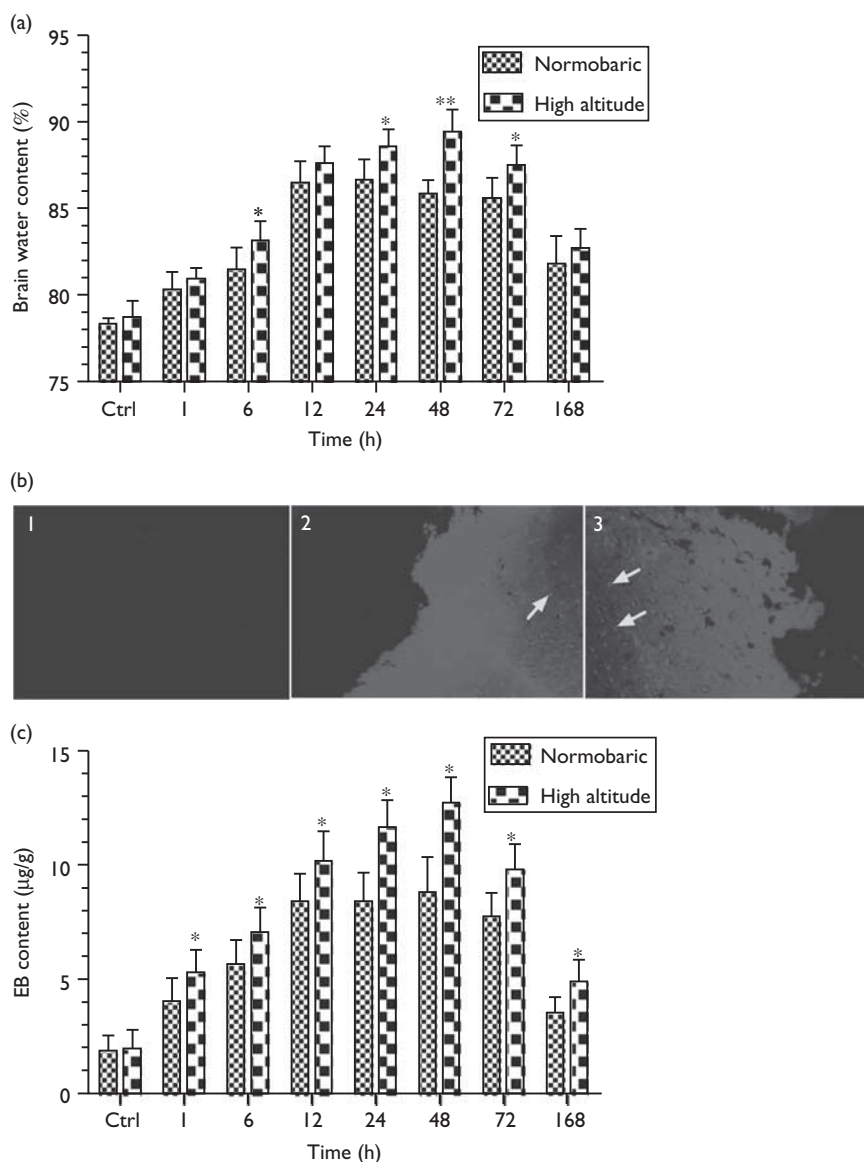 (a)
95
90
85
80
75
Brain water content (%)
Normobaric
High altitude
*
*
**
*
Ctrl 1 6 12 24 48 72 168
Time (h)
(b)
1 2 3
(c)
15
10
5
0
EB content (µg/g)
Normobaric
High altitude
*
*
*
*
*
*
*
Ctrl 1 6 12 24 48 72 168
Time (h)